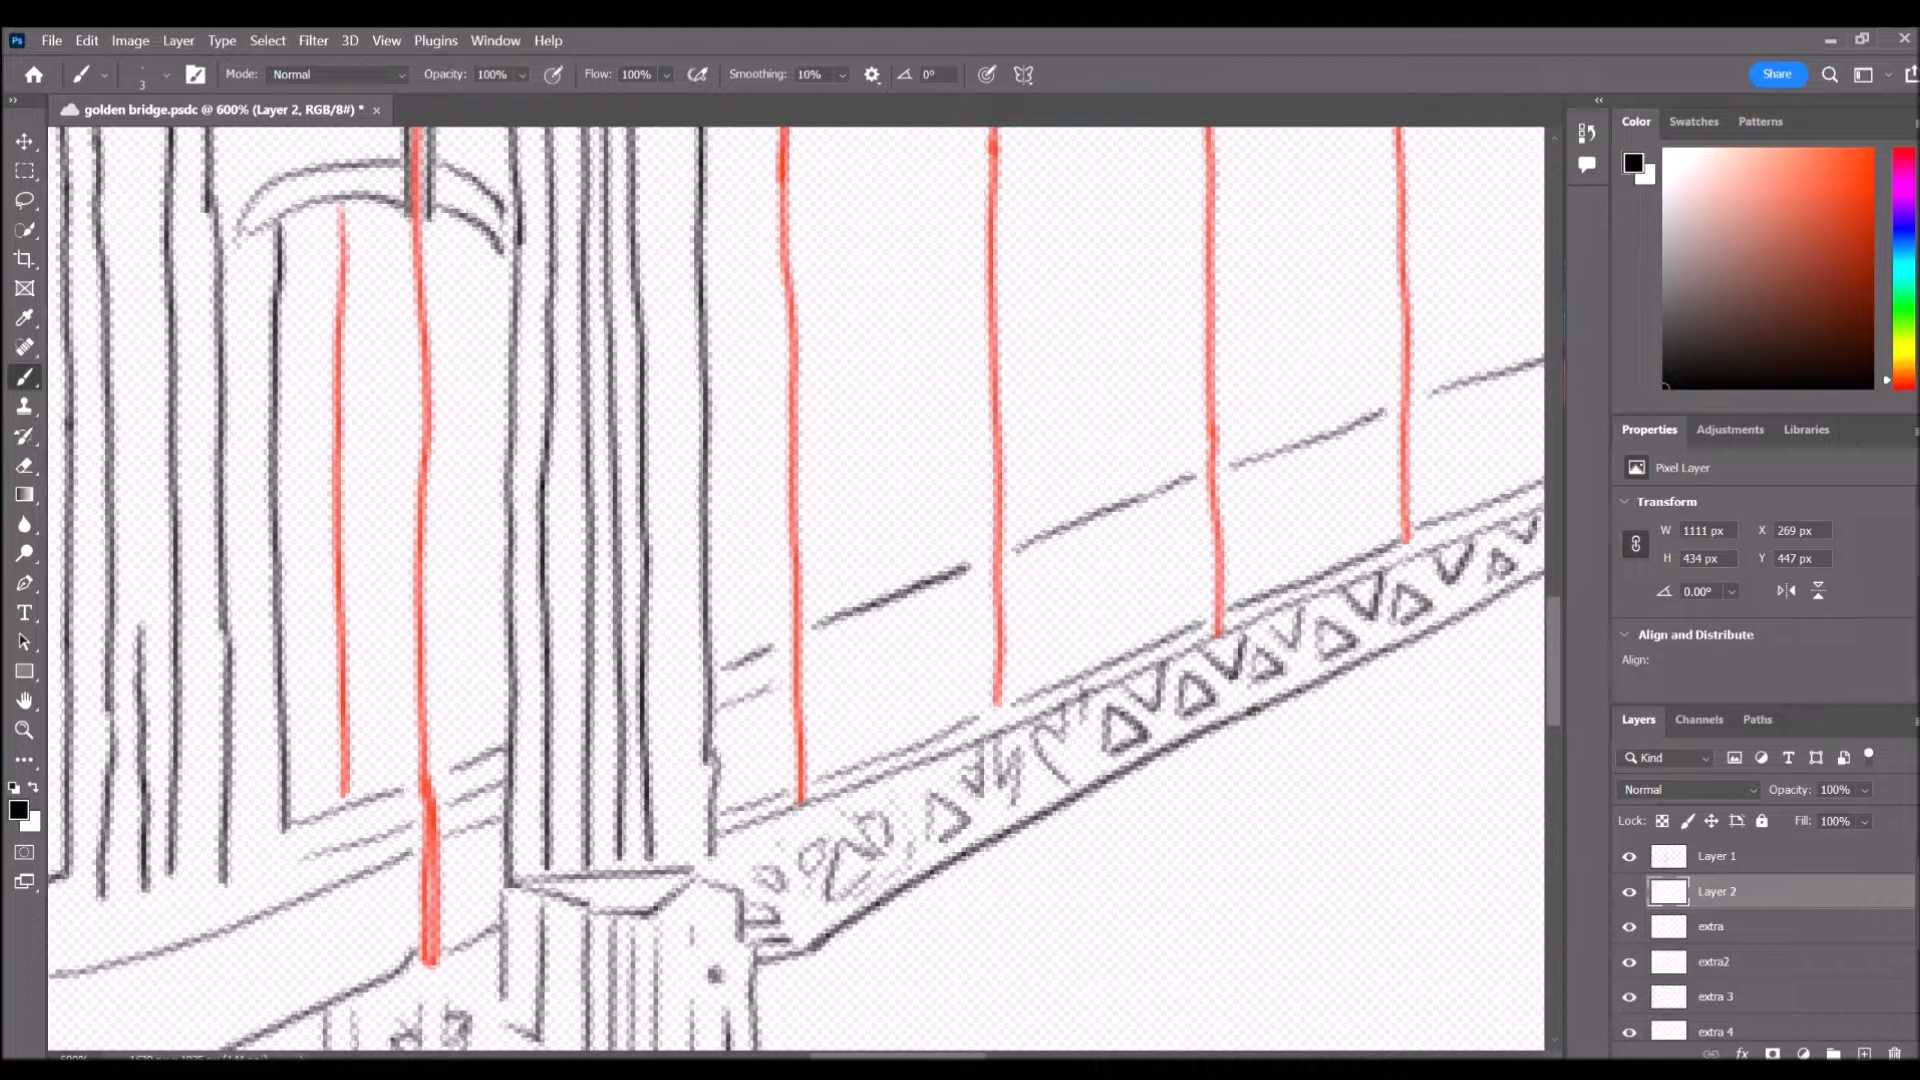 Ps File Edit Image Layer Type Select Filter 3D View Plugins Window Help
3 Mode: Normal Opacity: 100% Flow: 100% Smoothing: 10% 0° Share
golden bridge.psdc @ 600% (Layer 2, RGB/8#) * ×
Color Swatches Patterns
Properties Adjustments Libraries
Pixel Layer
Transform
W 1111 px X 269 px
H 434 px Y 447 px
0.00°
Align and Distribute
Align:
Layers Channels Paths
Kind
Normal Opacity: 100%
Lock: Fill: 100%
Layer 1
Layer 2
extra
extra2
extra 3
extra 4
fx